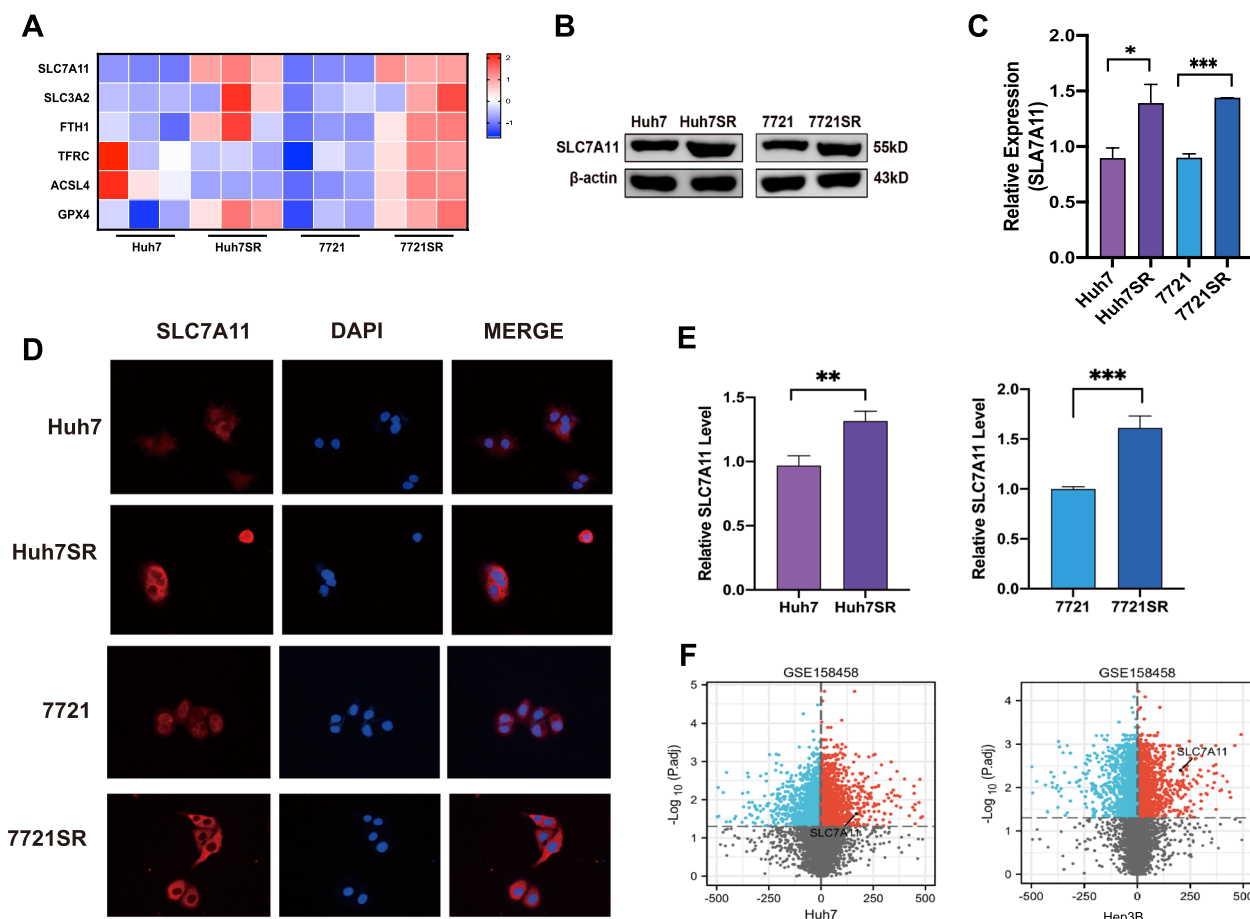 A
SLC7A11
SLC3A2
FTH1
TFRC
ACSL4
GPX4
2
1
0
-1
Huh7 Huh7SR 7721 7721SR
B
Huh7 Huh7SR 7721 7721SR
SLC7A11 55kD
β-actin 43kD
C
Relative Expression
(SLA7A11)
2.0
1.5
1.0
0.5
0.0
* ***
Huh7 Huh7SR 7721 7721SR
D
SLC7A11 DAPI MERGE
Huh7
Huh7SR
7721
7721SR
E
Relative SLC7A11 Level
1.5
1.0
0.5
0.0
**
Huh7 Huh7SR
Relative SLC7A11 Level
2.0
1.5
1.0
0.5
0.0
***
7721 7721SR
F
GSE158458
-Log10 (P.adj)
5
4
3
2
1
0
SLC7A11
-500 -250 0 250 500
Huh7
GSE158458
-Log10 (P.adj)
4
3
2
1
0
SLC7A11
-500 -250 0 250 500
Hep3B